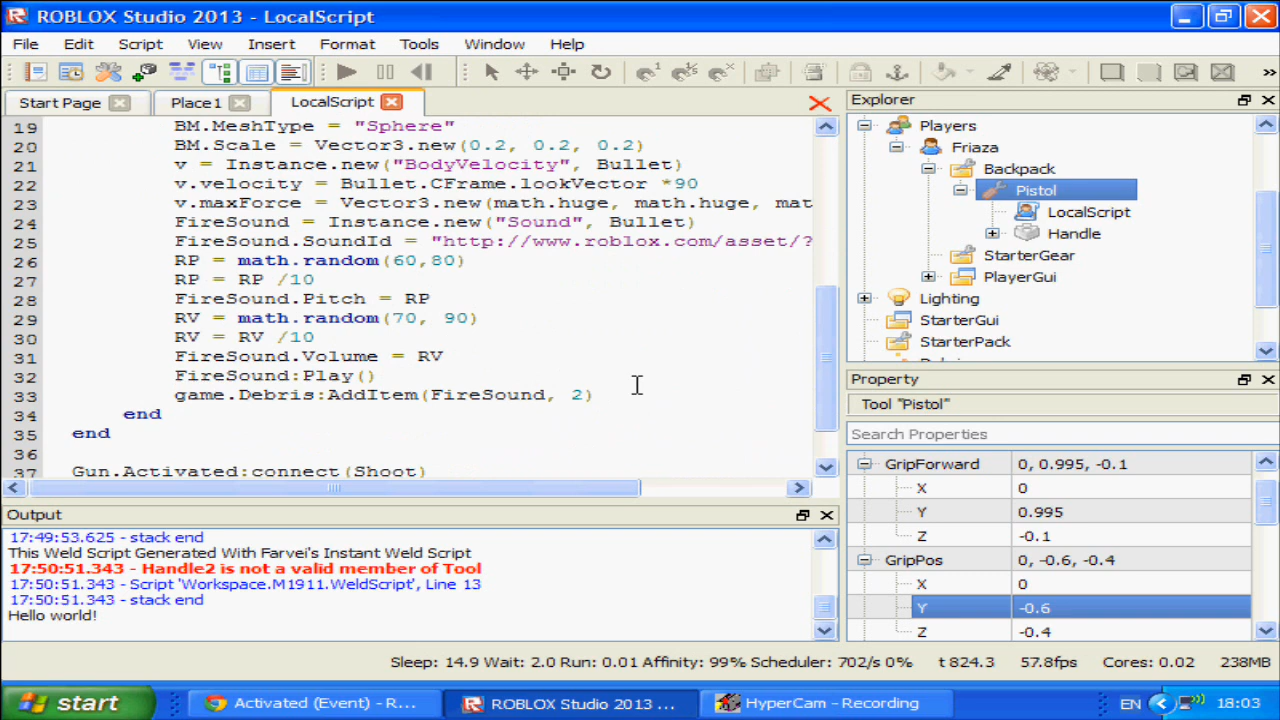 ROBLOX Studio 2013 - LocalScript
File Edit Script View Insert Format Tools Window Help
Start Page Place1 LocalScript
19 BM.MeshType = "Sphere"
20 BM.Scale = Vector3.new(0.2, 0.2, 0.2)
21 v = Instance.new("BodyVelocity", Bullet)
22 v.velocity = Bullet.CFrame.lookVector *90
23 v.maxForce = Vector3.new(math.huge, math.huge, mat
24 FireSound = Instance.new("Sound", Bullet)
25 FireSound.SoundId = "http://www.roblox.com/asset/?
26 RP = math.random(60,80)
27 RP = RP /10
28 FireSound.Pitch = RP
29 RV = math.random(70, 90)
30 RV = RV /10
31 FireSound.Volume = RV
32 FireSound:Play()
33 game.Debris:AddItem(FireSound, 2)
34 end
35 end
36
37 Gun.Activated:connect(Shoot)
Output
17:49:53.625 - stack end
This Weld Script Generated With Farvei's Instant Weld Script
17:50:51.343 - Handle2 is not a valid member of Tool
17:50:51.343 - Script 'Workspace.M1911.WeldScript', Line 13
17:50:51.343 - stack end
Hello world!
Explorer
Players
Friaza
Backpack
Pistol
LocalScript
Handle
StarterGear
PlayerGui
Lighting
StarterGui
StarterPack
Property
Tool "Pistol"
Search Properties
GripForward 0, 0.995, -0.1
X 0
Y 0.995
Z -0.1
GripPos 0, -0.6, -0.4
X 0
Y -0.6
Z -0.4
Sleep: 14.9 Wait: 2.0 Run: 0.01 Affinity: 99% Scheduler: 702/s 0% t 824.3 57.8fps Cores: 0.02 238MB
start Activated (Event) - R... ROBLOX Studio 2013 ... HyperCam - Recording EN 18:03